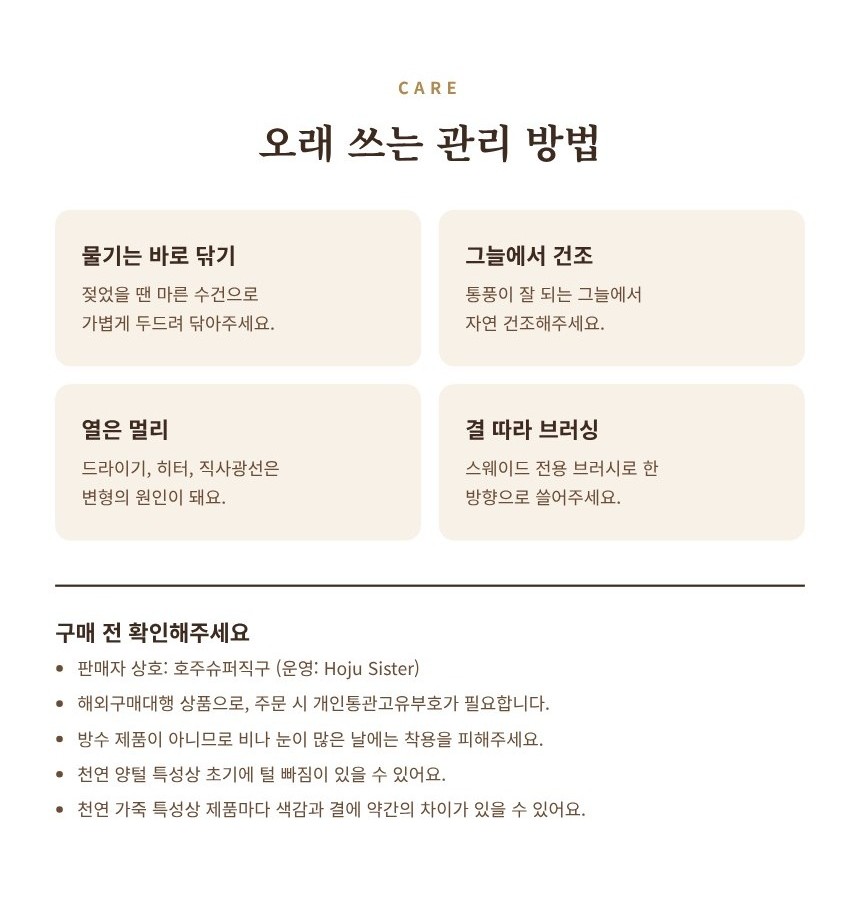 CARE
오래 쓰는 관리 방법
물기는 바로 닦기
젖었을 땐 마른 수건으로
가볍게 두드려 닦아주세요.
그늘에서 건조
통풍이 잘 되는 그늘에서
자연 건조해주세요.
열은 멀리
드라이기, 히터, 직사광선은
변형의 원인이 돼요.
결 따라 브러싱
스웨이드 전용 브러시로 한
방향으로 쓸어주세요.
구매 전 확인해주세요
• 판매자 상호: 호주슈퍼직구 (운영: Hoju Sister)
• 해외구매대행 상품으로, 주문 시 개인통관고유부호가 필요합니다.
• 방수 제품이 아니므로 비나 눈이 많은 날에는 착용을 피해주세요.
• 천연 양털 특성상 초기에 털 빠짐이 있을 수 있어요.
• 천연 가죽 특성상 제품마다 색감과 결에 약간의 차이가 있을 수 있어요.